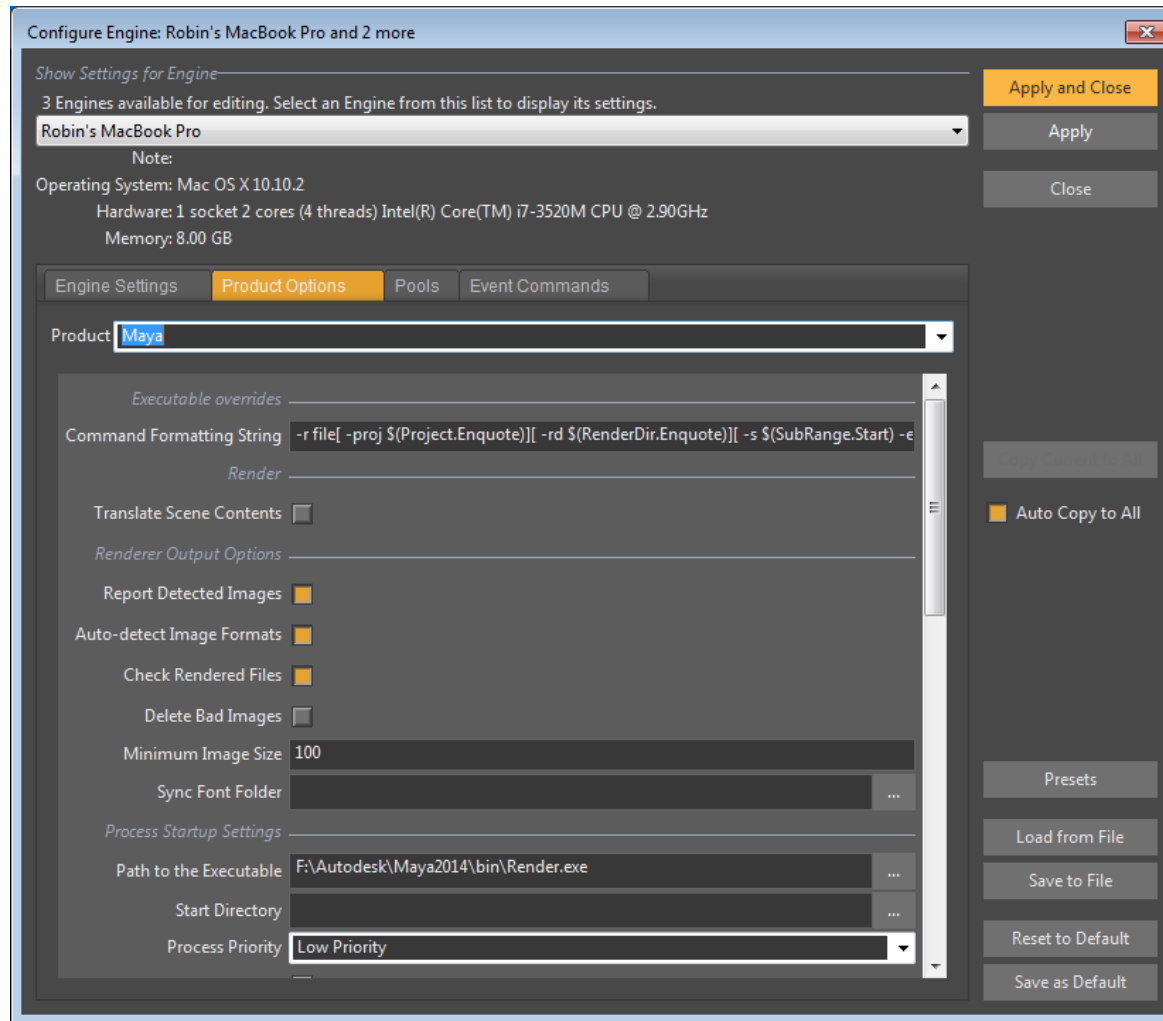 Configure Engine: Robin's MacBook Pro and 2 more
Show Settings for Engine
3 Engines available for editing. Select an Engine from this list to display its settings.
Robin's MacBook Pro
Note:
Operating System: Mac OS X 10.10.2
Hardware: 1 socket 2 cores (4 threads) Intel(R) Core(TM) i7-3520M CPU @ 2.90GHz
Memory: 8.00 GB
Apply and Close
Apply
Close
Engine Settings Product Options Pools Event Commands
Product Maya
Executable overrides
Command Formatting String -r file[ -proj $(Project.Enquote)][ -rd $(RenderDir.Enquote)][ -s $(SubRange.Start) -e
Render
Translate Scene Contents
Renderer Output Options
Report Detected Images
Auto-detect Image Formats
Check Rendered Files
Delete Bad Images
Minimum Image Size 100
Sync Font Folder ...
Process Startup Settings
Path to the Executable F:\Autodesk\Maya2014\bin\Render.exe ...
Start Directory ...
Process Priority Low Priority
Auto Copy to All
Presets
Load from File
Save to File
Reset to Default
Save as Default